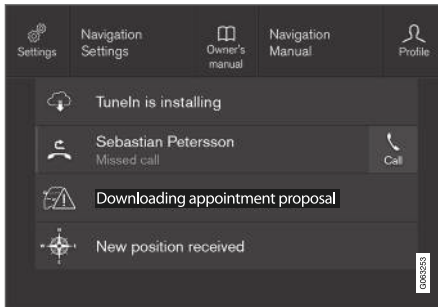 Settings
Navigation
Settings
Owner's
manual
Navigation
Manual
Profile
TuneIn is installing
Sebastian Petersson
Missed call
Call
Downloading appointment proposal
New position received
G063253